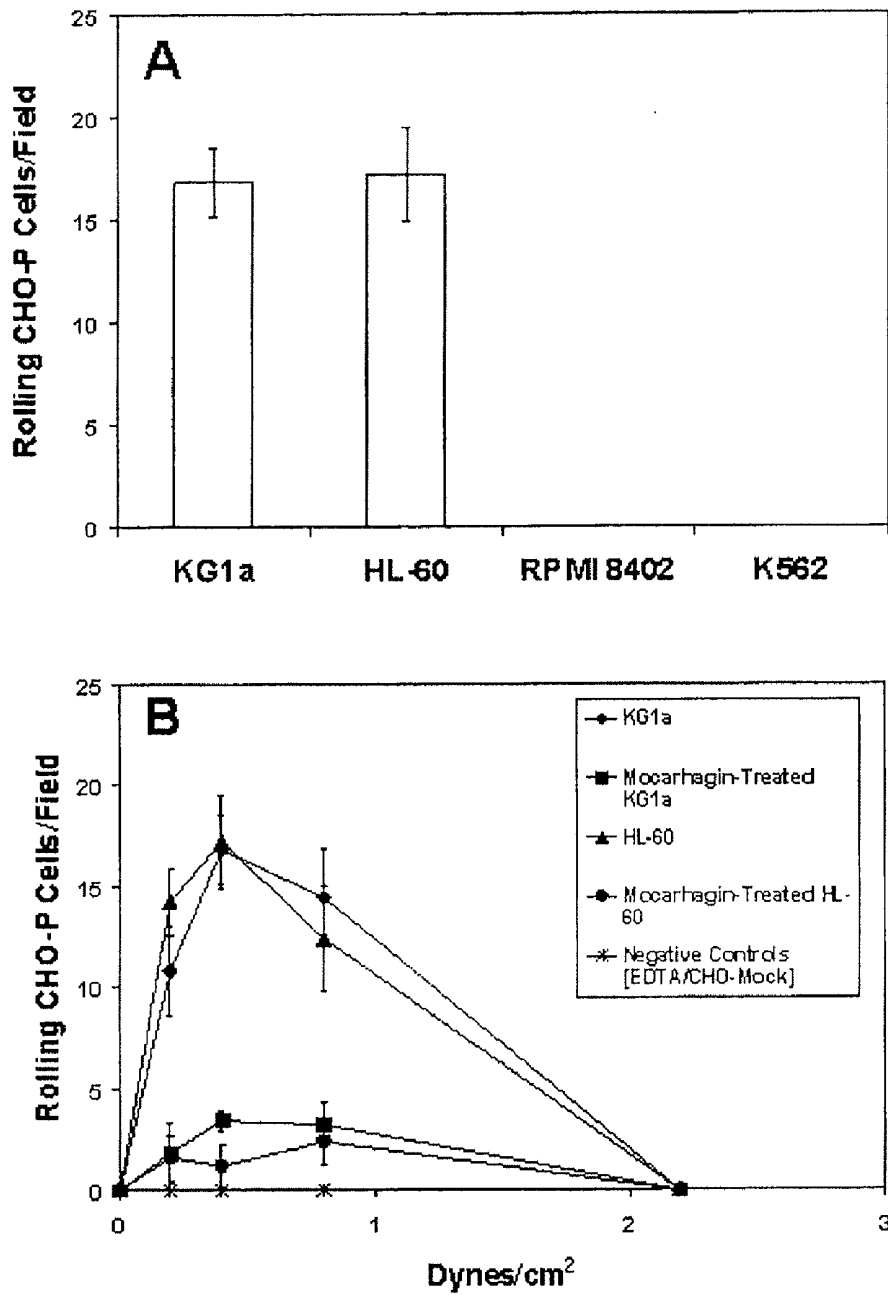 A
Rolling CHO-P Cells/Field
25
20
15
10
5
0
KG1a
HL-60
RPMI 8402
K562
B
Rolling CHO-P Cells/Field
25
20
15
10
5
0
0
1
2
3
Dynes/cm²
KG1a
Mocarhagin-Treated
KG1a
HL-60
Mocarhagin-Treated HL-
60
Negative Controls
[EDTA/CHO-Mock]